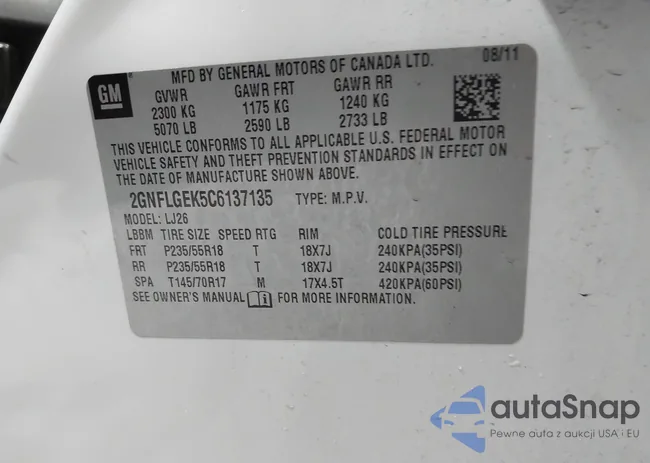 GM
MFD BY GENERAL MOTORS OF CANADA LTD. 08/11
GVWR GAWR FRT GAWR RR
2300 KG 1175 KG 1240 KG
5070 LB 2590 LB 2733 LB
THIS VEHICLE CONFORMS TO ALL APPLICABLE U.S. FEDERAL MOTOR
VEHICLE SAFETY AND THEFT PREVENTION STANDARDS IN EFFECT ON
THE DATE OF MANUFACTURE SHOWN ABOVE.
2GNFLGEK5C6137135 TYPE: M.P.V.
MODEL: LJ26
LBBM TIRE SIZE SPEED RTG RIM COLD TIRE PRESSURE
FRT P235/55R18 T 18X7J 240KPA(35PSI)
RR P235/55R18 T 18X7J 240KPA(35PSI)
SPA T145/70R17 M 17X4.5T 420KPA(60PSI)
SEE OWNER'S MANUAL FOR MORE INFORMATION.
autaSnap
Pewne auta z aukcji USA i EU